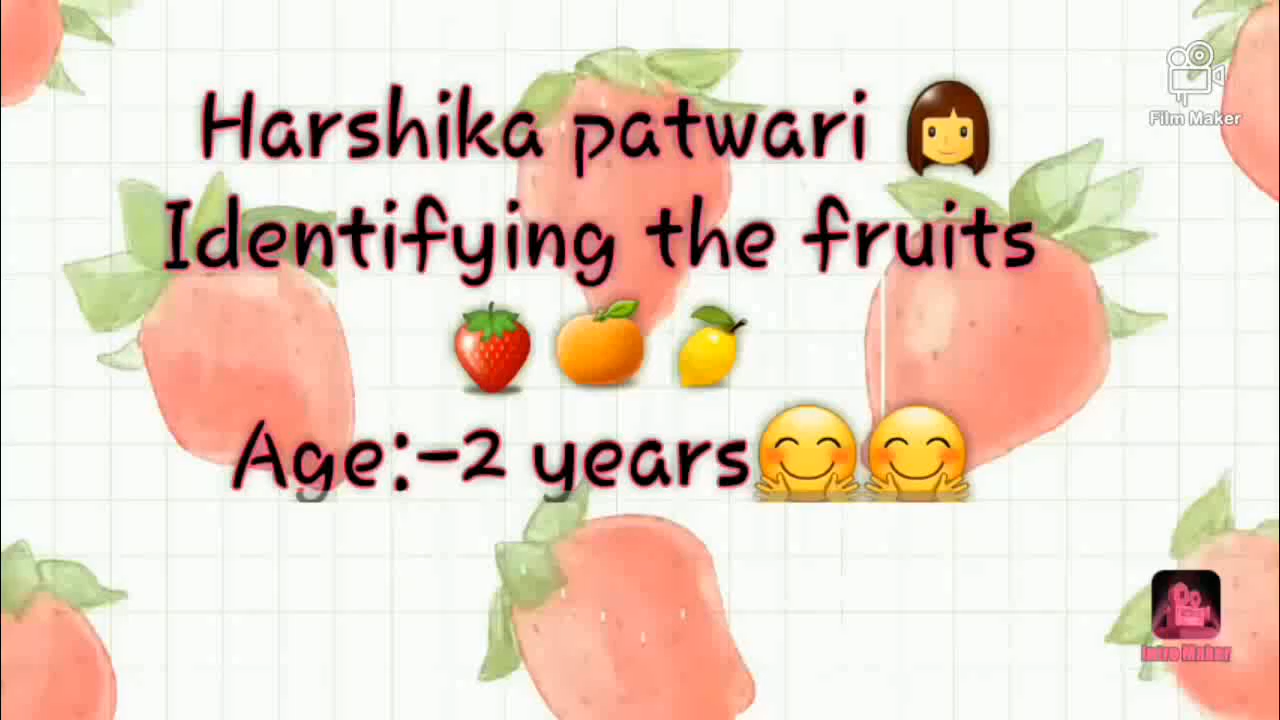 Harshika patwari 👩
Film Maker
Identifying the fruits
🍓 🍊 🍋
Age:-2 years🤗🤗
Intro Maker